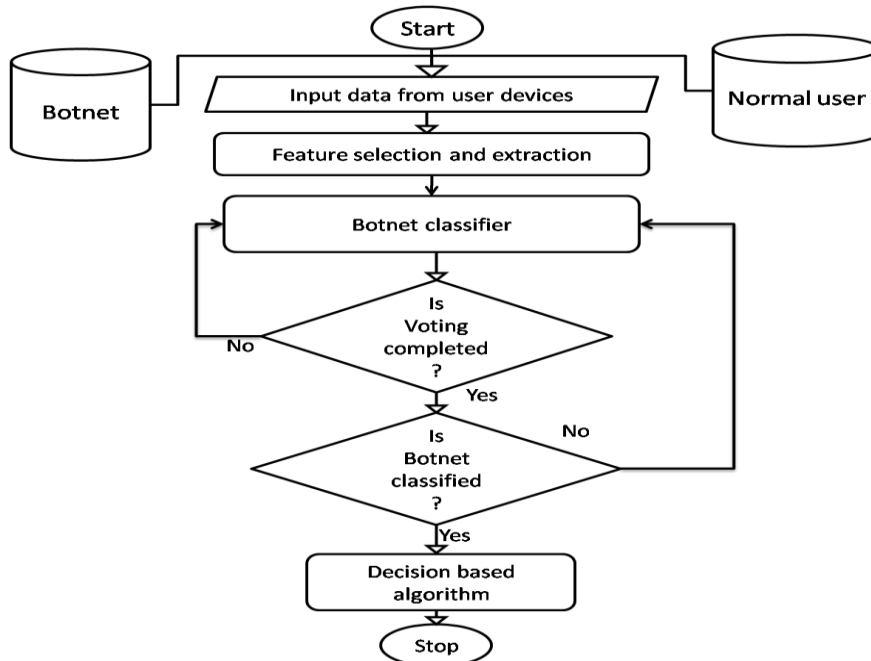 Start
Botnet
Normal user
Input data from user devices
Feature selection and extraction
Botnet classifier
Is
Voting
completed
?
No
Yes
Is
Botnet
classified
?
No
Yes
Decision based
algorithm
Stop